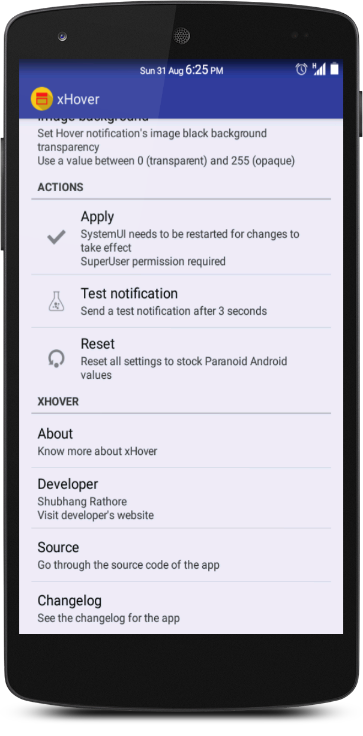 Sun 31 Aug 6:25 PM
H
xHover
Image background
Set Hover notification's image black background
transparency
Use a value between 0 (transparent) and 255 (opaque)
ACTIONS
Apply
SystemUI needs to be restarted for changes to
take effect
SuperUser permission required
Test notification
Send a test notification after 3 seconds
Reset
Reset all settings to stock Paranoid Android
values
XHOVER
About
Know more about xHover
Developer
Shubhang Rathore
Visit developer's website
Source
Go through the source code of the app
Changelog
See the changelog for the app